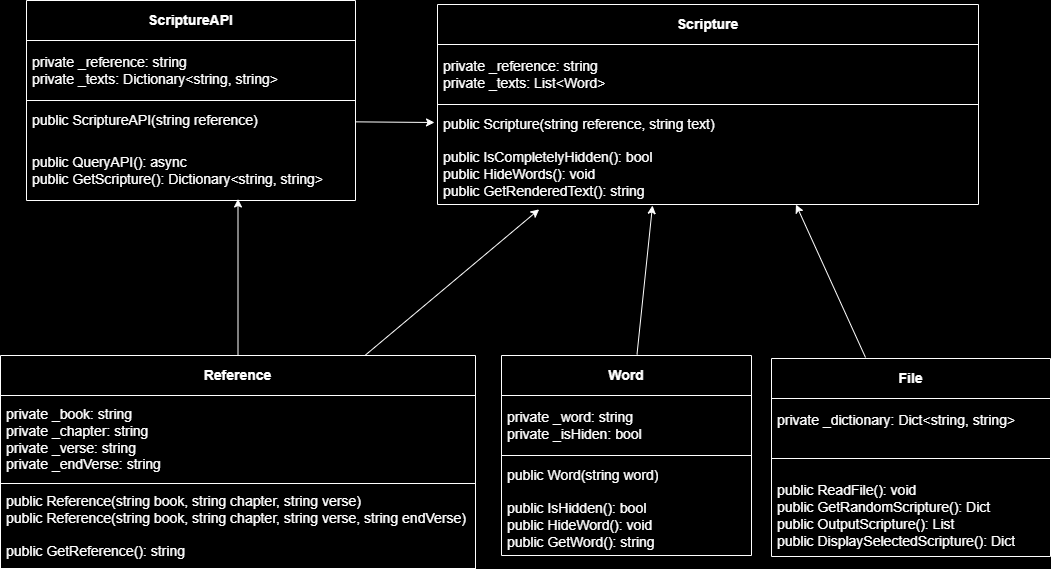 ScriptureAPI
private _reference: string
private _texts: Dictionary<string, string>
public ScriptureAPI(string reference)
public QueryAPI(): async
public GetScripture(): Dictionary<string, string>
Scripture
private _reference: string
private _texts: List<Word>
public Scripture(string reference, string text)
public IsCompletelyHidden(): bool
public HideWords(): void
public GetRenderedText(): string
Reference
private _book: string
private _chapter: string
private _verse: string
private _endVerse: string
public Reference(string book, string chapter, string verse)
public Reference(string book, string chapter, string verse, string endVerse)
public GetReference(): string
Word
private _word: string
private _isHiden: bool
public Word(string word)
public IsHidden(): bool
public HideWord(): void
public GetWord(): string
File
private _dictionary: Dict<string, string>
public ReadFile(): void
public GetRandomScripture(): Dict
public OutputScripture(): List
public DisplaySelectedScripture(): Dict